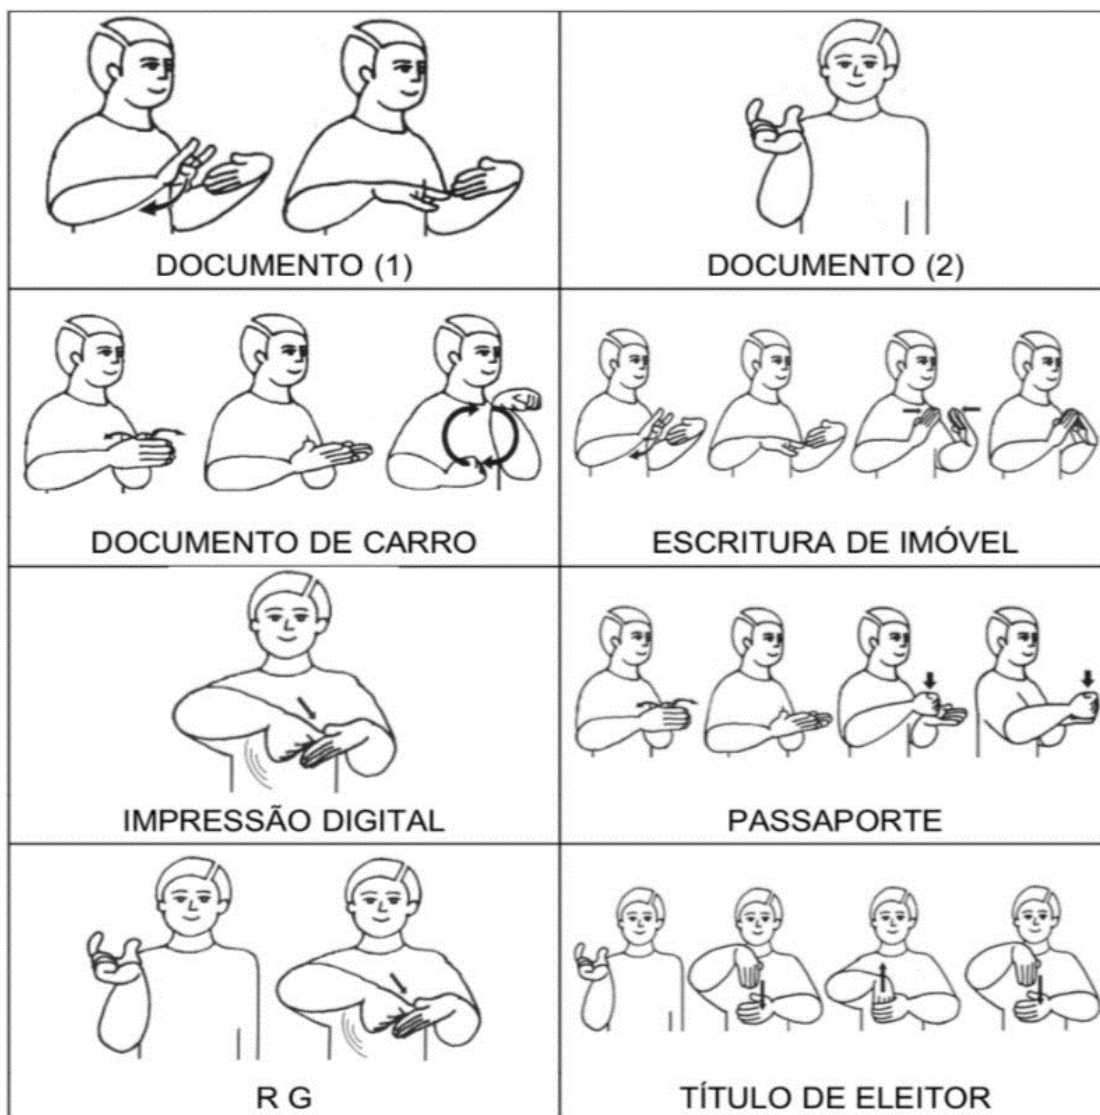 DOCUMENTO (1)
DOCUMENTO (2)
DOCUMENTO DE CARRO
ESCRITURA DE IMÓVEL
IMPRESSÃO DIGITAL
PASSAPORTE
R G
TÍTULO DE ELEITOR